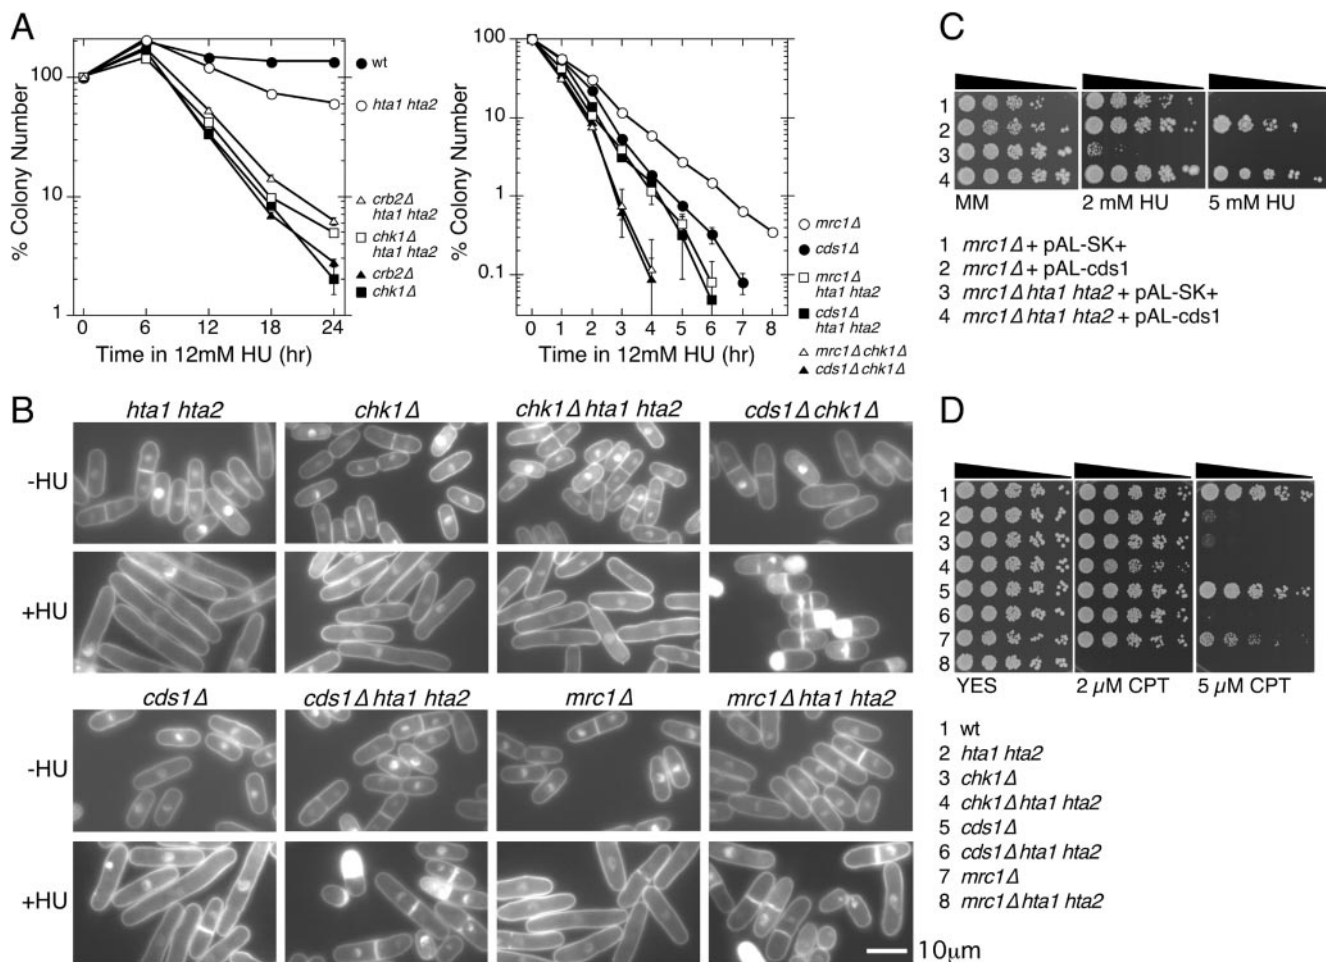 A
% Colony Number
100
10
1
0
6
12
18
24
Time in 12mM HU (hr)
wt
hta1 hta2
crb2Δ
hta1 hta2
chk1Δ
hta1 hta2
crb2Δ
chk1Δ
% Colony Number
100
10
1
0.1
0
1
2
3
4
5
6
7
8
Time in 12mM HU (hr)
mrc1Δ
cds1Δ
mrc1Δ
hta1 hta2
cds1Δ
hta1 hta2
mrc1Δchk1Δ
cds1Δchk1Δ
B
hta1 hta2
chk1Δ
chk1Δ hta1 hta2
cds1Δ chk1Δ
-HU
+HU
cds1Δ
cds1Δ hta1 hta2
mrc1Δ
mrc1Δ hta1 hta2
-HU
+HU
10µm
C
1
2
3
4
MM
2 mM HU
5 mM HU
1 mrc1Δ + pAL-SK+
2 mrc1Δ + pAL-cds1
3 mrc1Δ hta1 hta2 + pAL-SK+
4 mrc1Δ hta1 hta2 + pAL-cds1
D
1
2
3
4
5
6
7
8
YES
2 µM CPT
5 µM CPT
1 wt
2 hta1 hta2
3 chk1Δ
4 chk1Δ hta1 hta2
5 cds1Δ
6 cds1Δ hta1 hta2
7 mrc1Δ
8 mrc1Δ hta1 hta2